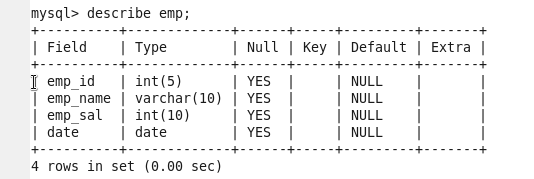 mysql> describe emp;
+----------+-------------+------+-----+---------+-------+
| Field    | Type        | Null | Key | Default | Extra |
+----------+-------------+------+-----+---------+-------+
| emp_id   | int(5)      | YES  |     | NULL    |       |
| emp_name | varchar(10) | YES  |     | NULL    |       |
| emp_sal  | int(10)     | YES  |     | NULL    |       |
| date     | date        | YES  |     | NULL    |       |
+----------+-------------+------+-----+---------+-------+
4 rows in set (0.00 sec)